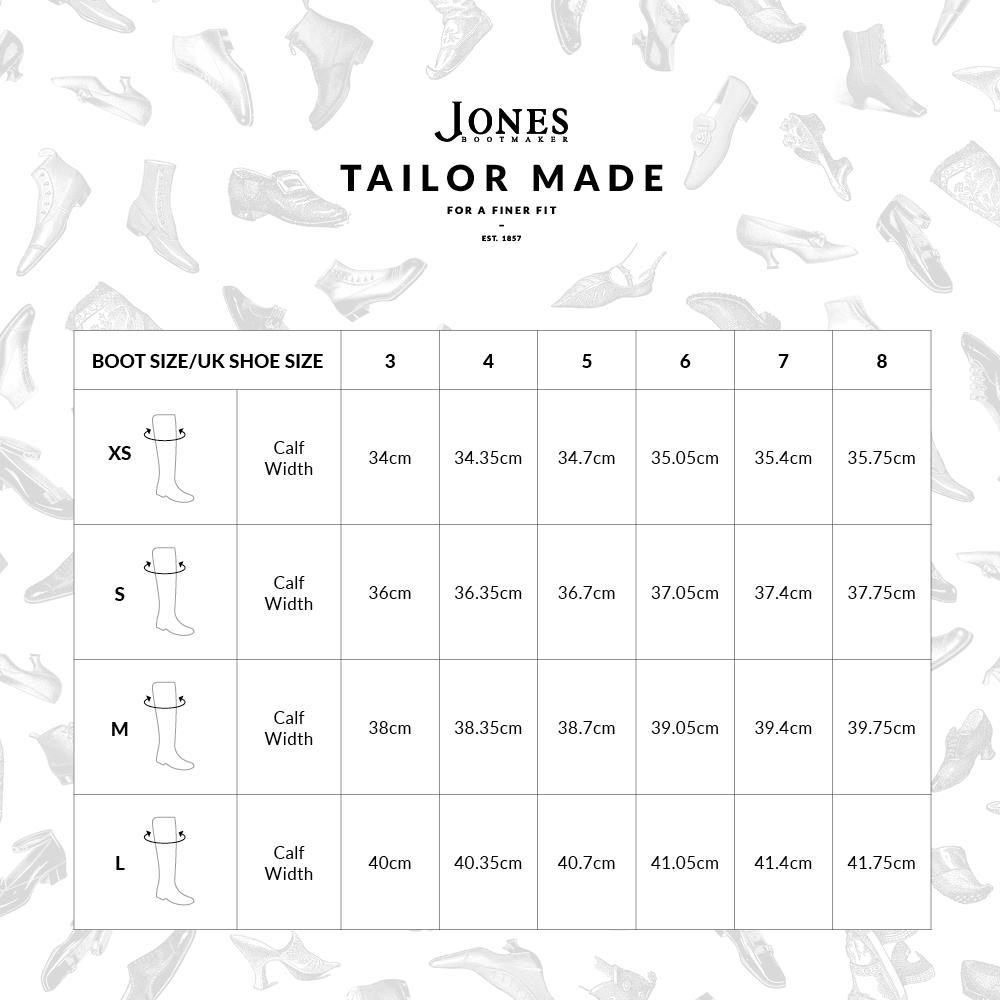 JONES
BOOTMAKER
TAILOR MADE
FOR A FINER FIT
–
EST. 1857
BOOT SIZE/UK SHOE SIZE 3 4 5 6 7 8
XS Calf Width 34cm 34.35cm 34.7cm 35.05cm 35.4cm 35.75cm
S Calf Width 36cm 36.35cm 36.7cm 37.05cm 37.4cm 37.75cm
M Calf Width 38cm 38.35cm 38.7cm 39.05cm 39.4cm 39.75cm
L Calf Width 40cm 40.35cm 40.7cm 41.05cm 41.4cm 41.75cm